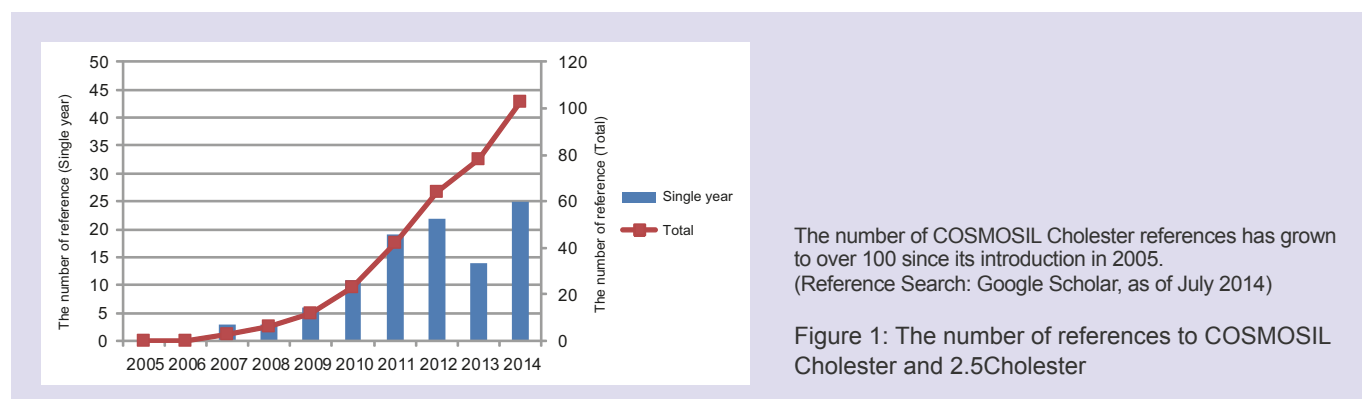 50
45
40
35
30
25
20
15
10
5
0
The number of reference (Single year)
120
100
80
60
40
20
0
The number of reference (Total)
2005 2006 2007 2008 2009 2010 2011 2012 2013 2014
Single year
Total
The number of COSMOSIL Cholester references has grown
to over 100 since its introduction in 2005.
(Reference Search: Google Scholar, as of July 2014)
Figure 1: The number of references to COSMOSIL
Cholester and 2.5Cholester